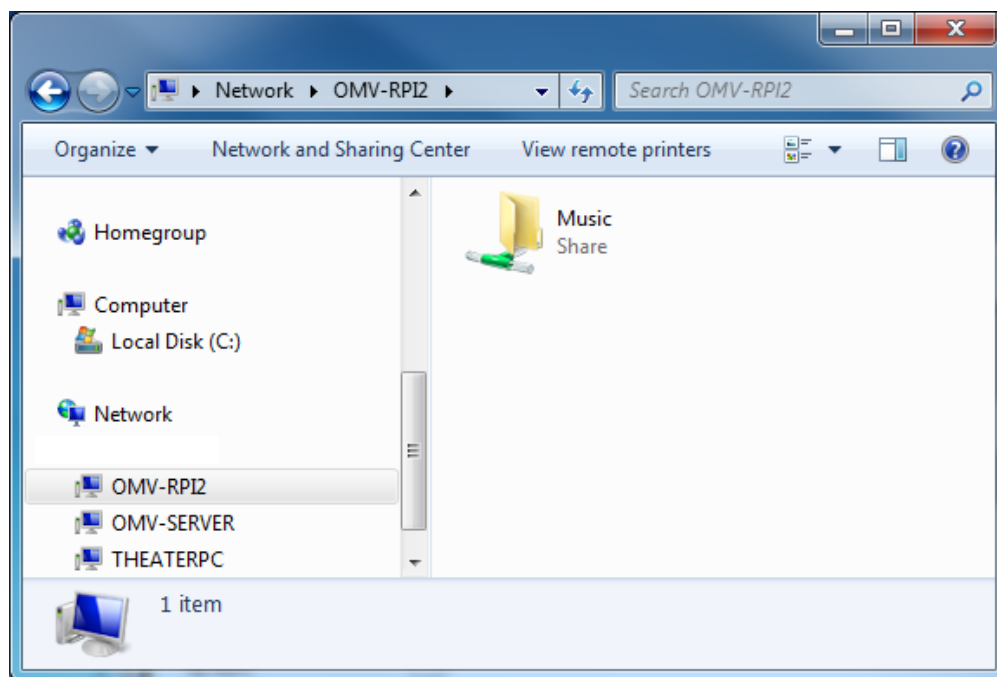 Network OMV-RPI2
Search OMV-RPI2
Organize Network and Sharing Center View remote printers
Homegroup
Computer
Local Disk (C:)
Network
OMV-RPI2
OMV-SERVER
THEATERPC
Music
Share
1 item